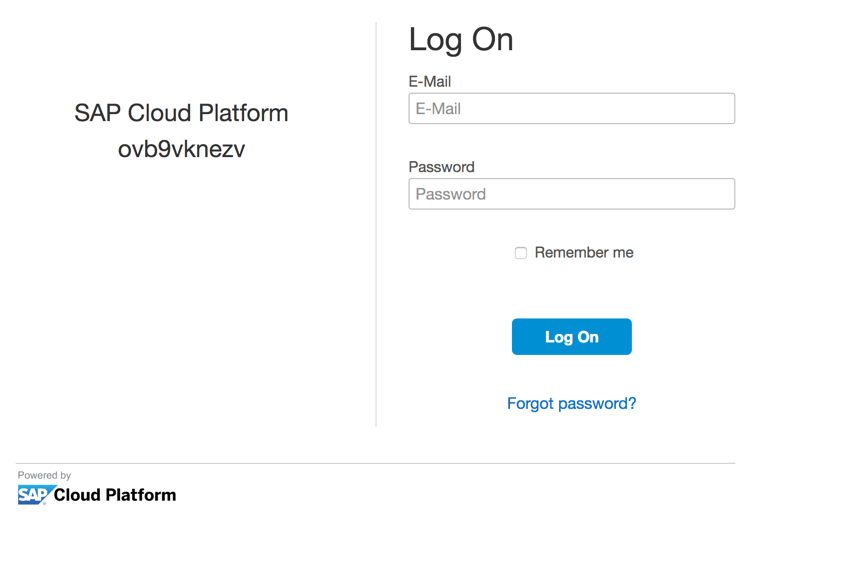 SAP Cloud Platform
ovb9vknezv
Log On
E-Mail
E-Mail
Password
Password
Remember me
Log On
Forgot password?
Powered by
SAP Cloud Platform